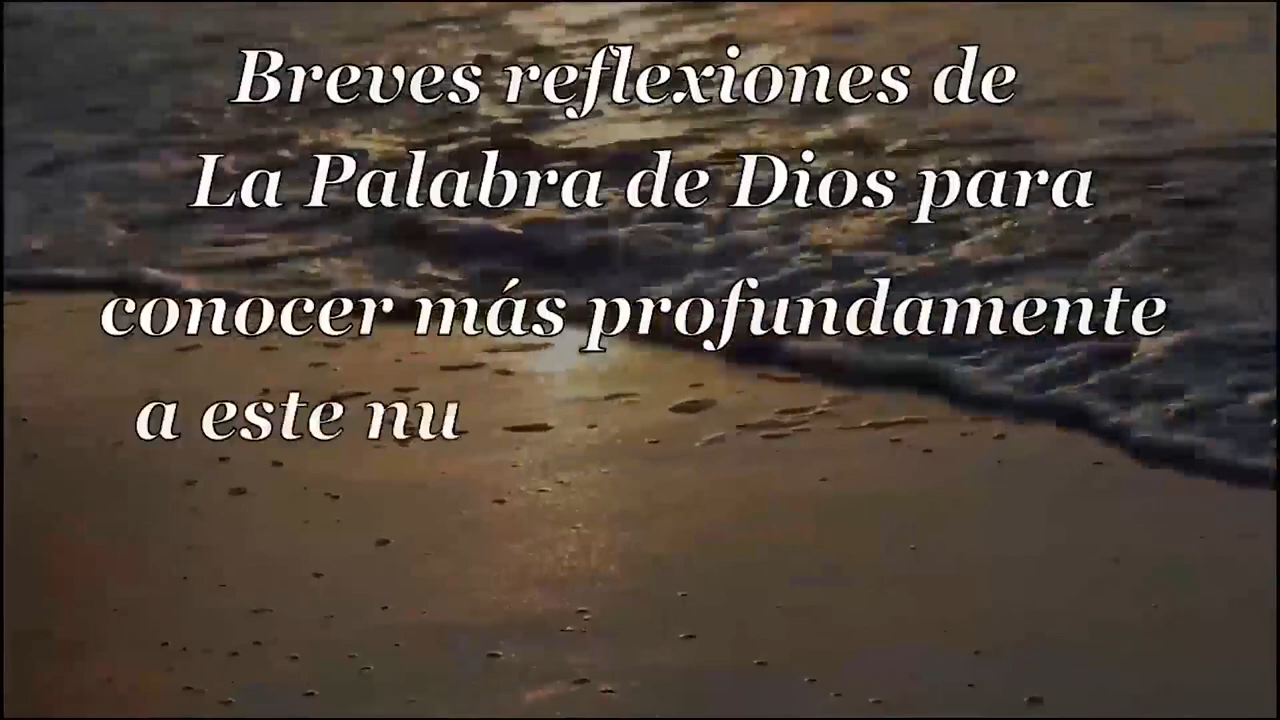 Breves reflexiones de
La Palabra de Dios para
conocer más profundamente
a este nu